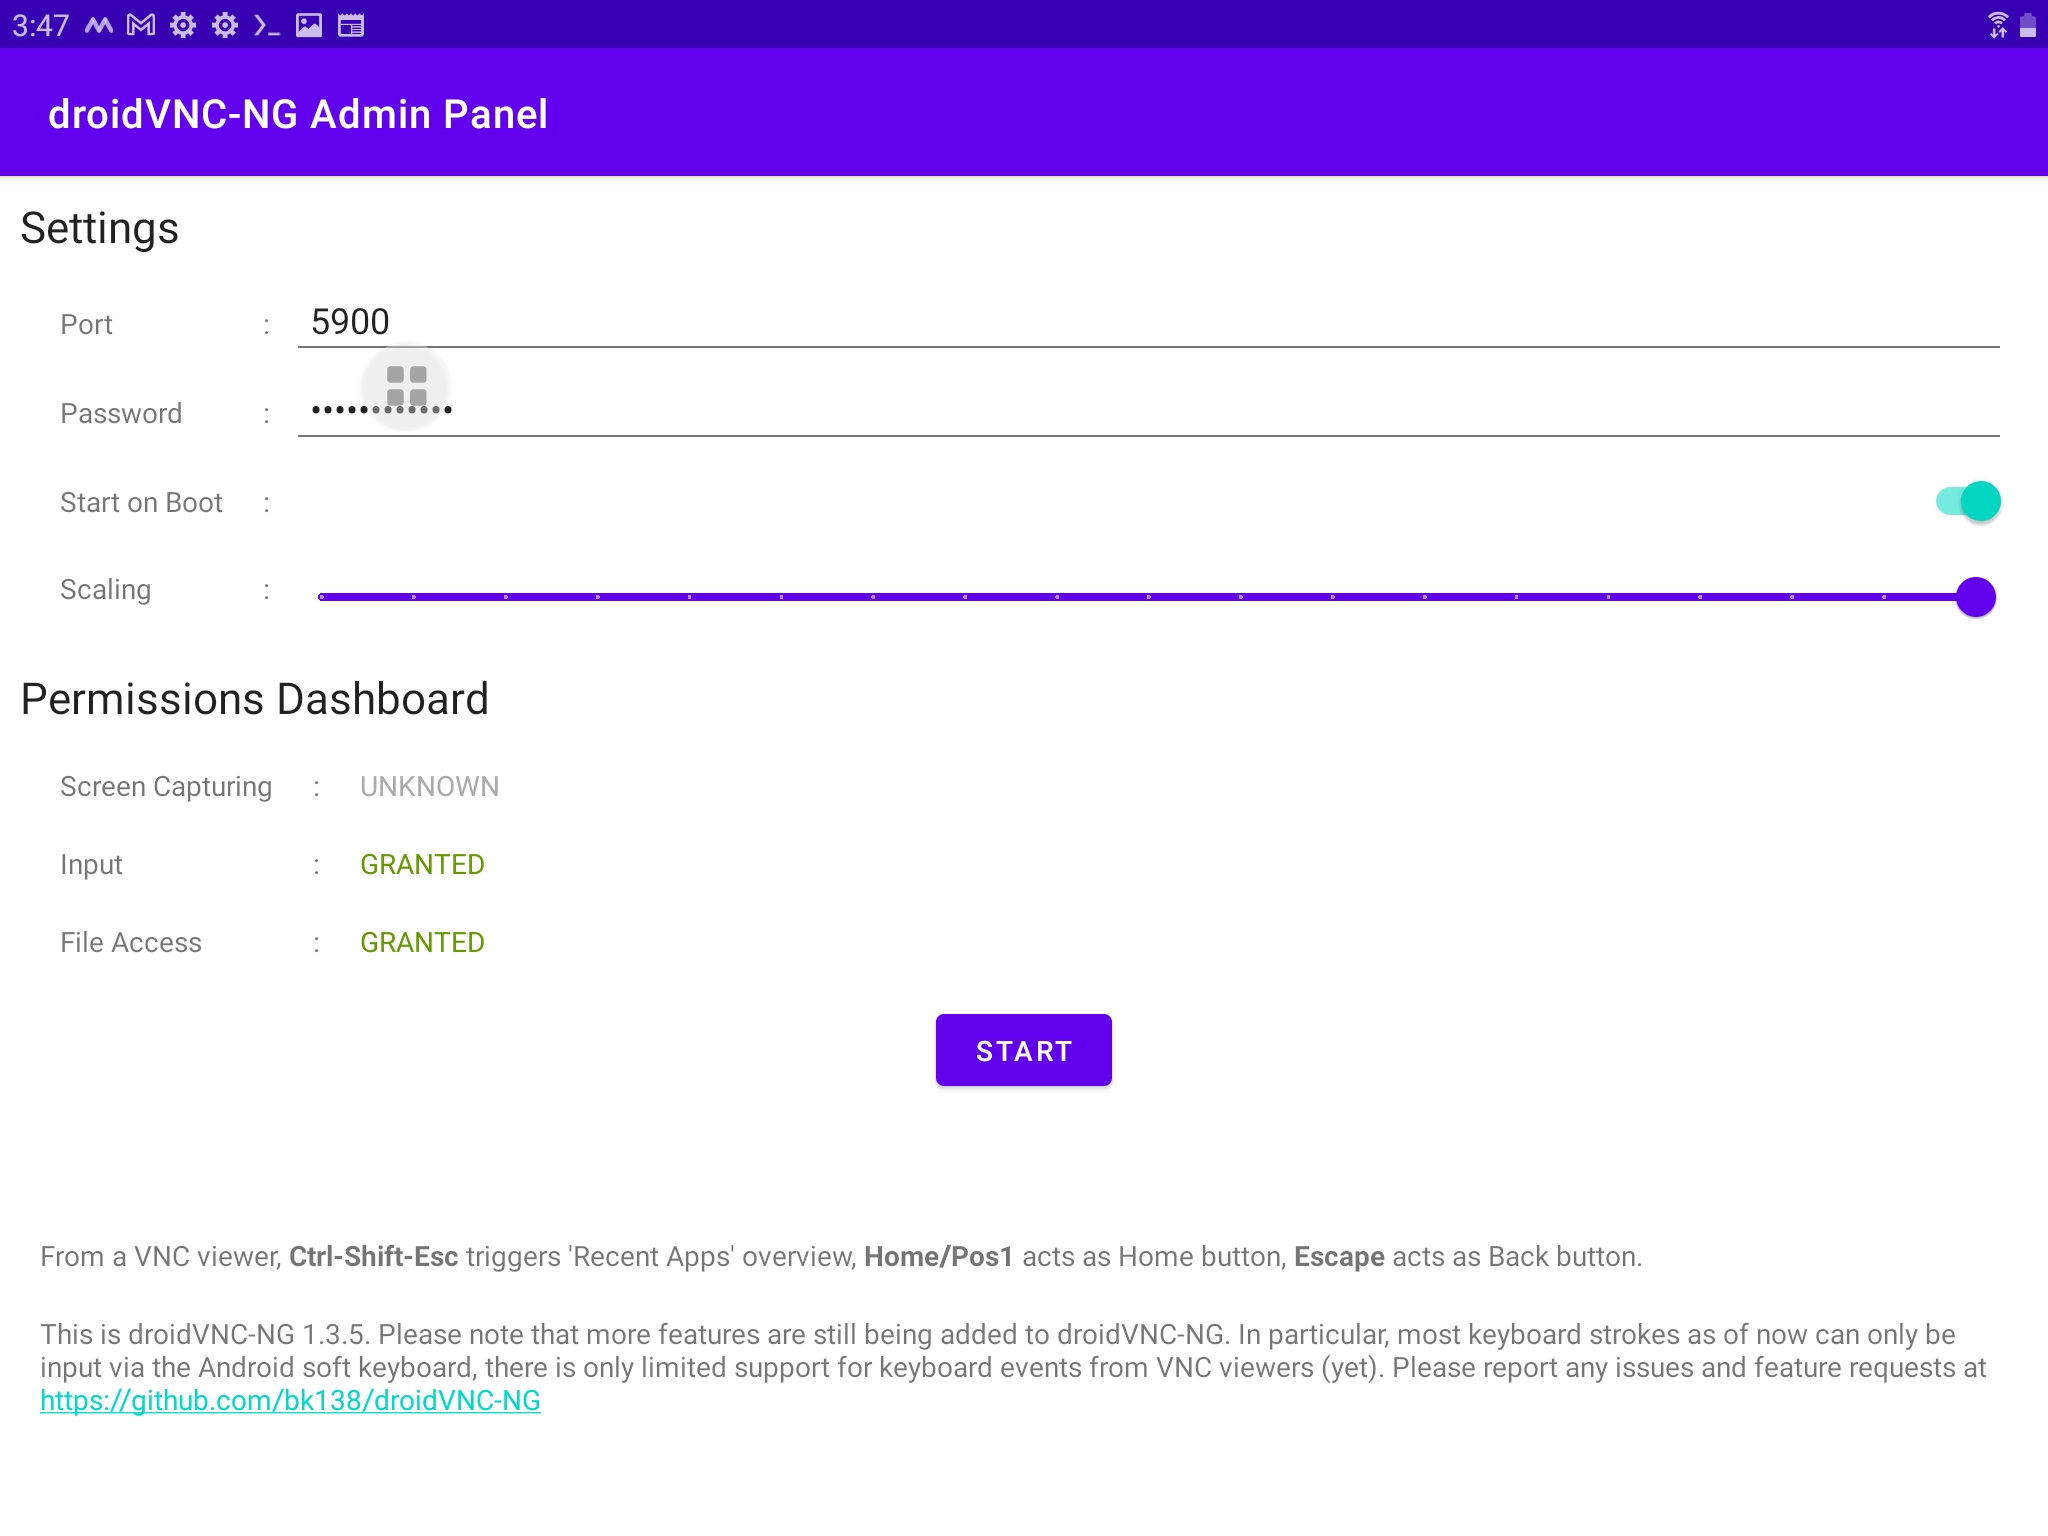 3:47
droidVNC-NG Admin Panel
Settings
Port : 5900
Password : ••••••••••••
Start on Boot :
Scaling :
Permissions Dashboard
Screen Capturing : UNKNOWN
Input : GRANTED
File Access : GRANTED
START
From a VNC viewer, Ctrl-Shift-Esc triggers 'Recent Apps' overview, Home/Pos1 acts as Home button, Escape acts as Back button.
This is droidVNC-NG 1.3.5. Please note that more features are still being added to droidVNC-NG. In particular, most keyboard strokes as of now can only be
input via the Android soft keyboard, there is only limited support for keyboard events from VNC viewers (yet). Please report any issues and feature requests at
https://github.com/bk138/droidVNC-NG